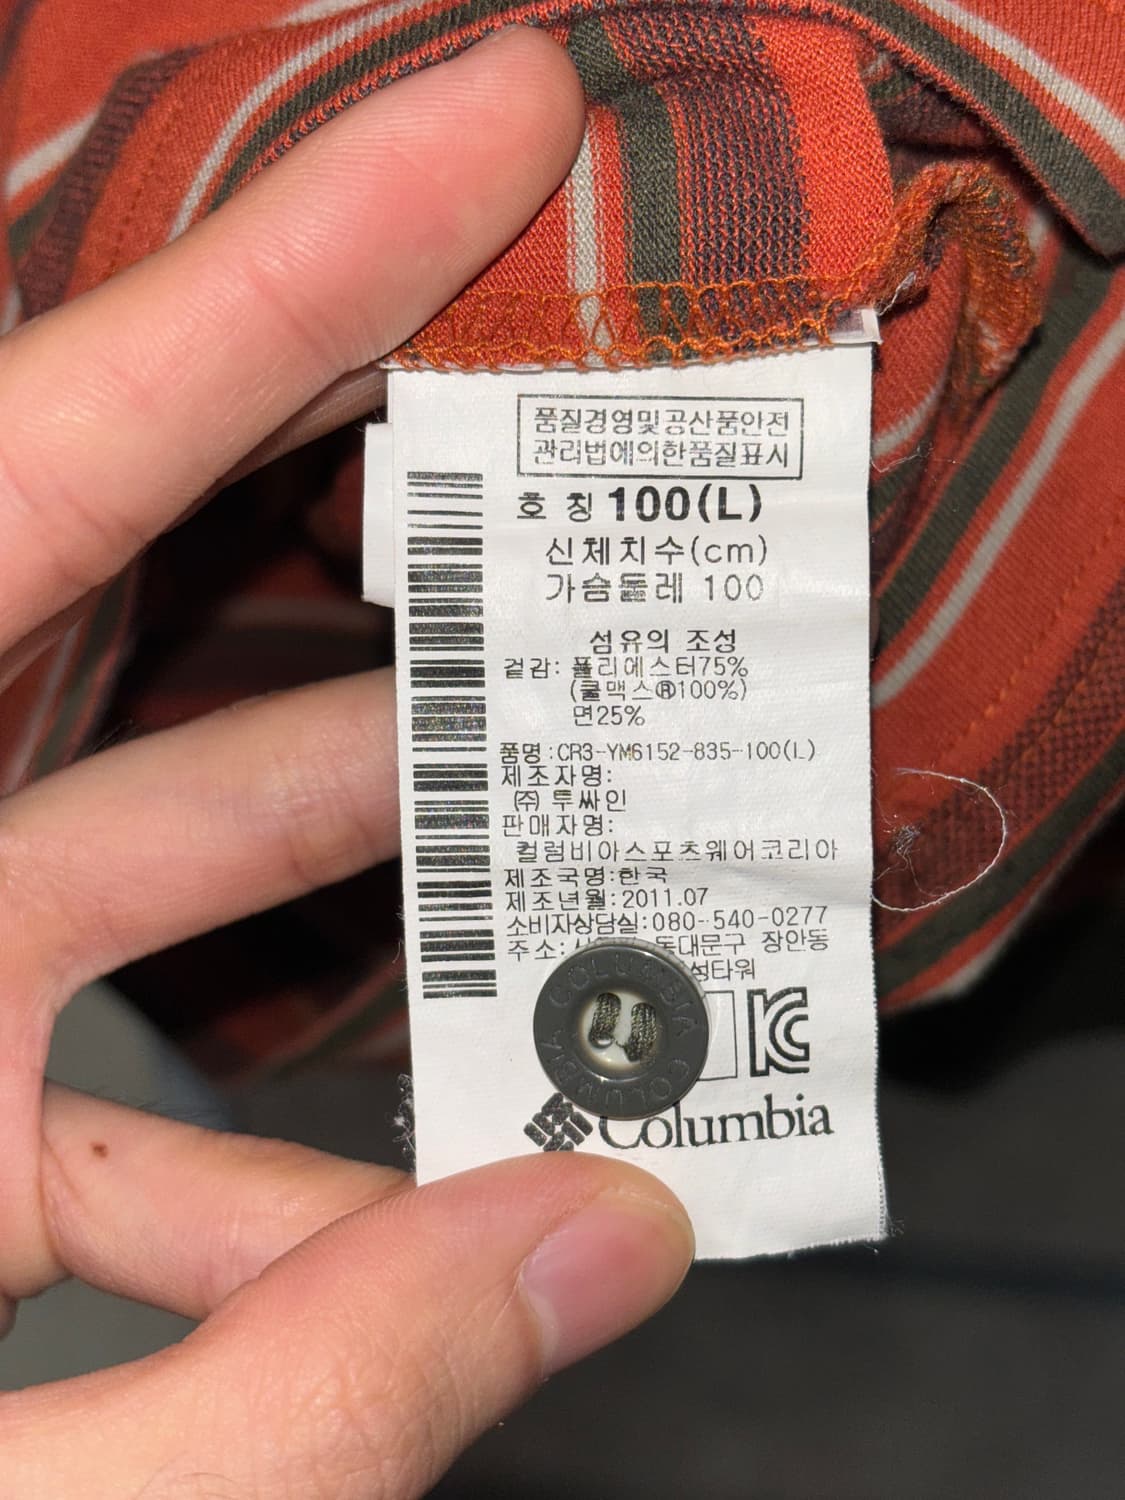 품질경영및공산품안전
관리법에의한품질표시
호 칭 100(L)
신체치수(cm)
가슴둘레 100
섬유의 조성
겉감: 폴리에스터75%
(쿨맥스®100%)
면25%
품명:CR3-YM6152-835-100(L)
제조자명:
㈜ 투싸인
판매자명:
컬럼비아스포츠웨어코리아
제조국명:한국
제조년월:2011.07
소비자상담실:080-540-0277
주소: 동대문구 장안동
성타워
COLUMBIA COLUMBIA
KC
Columbia